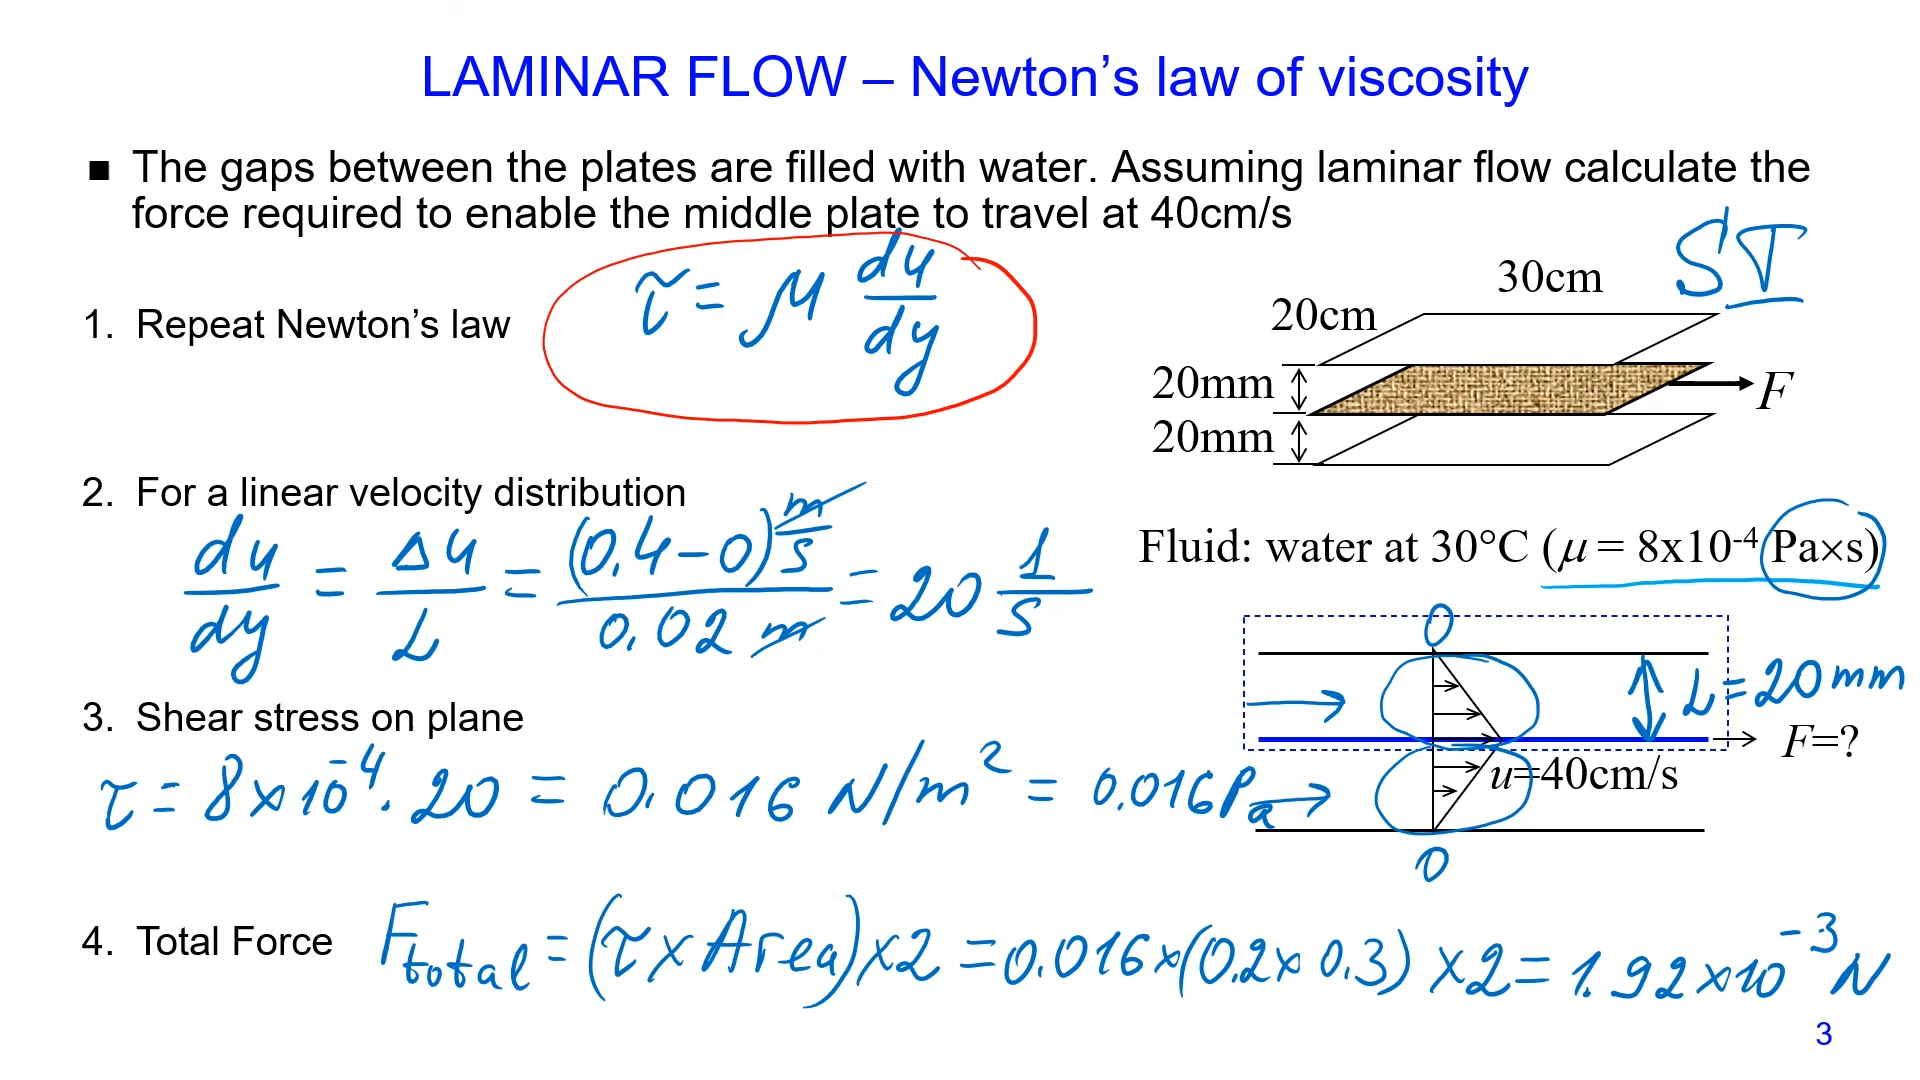 LAMINAR FLOW – Newton's law of viscosity
■ The gaps between the plates are filled with water. Assuming laminar flow calculate the
force required to enable the middle plate to travel at 40cm/s
1. Repeat Newton's law
τ = μ du/dy
ST
30cm
20cm
20mm
20mm
F
2. For a linear velocity distribution
du/dy = Δu/L = (0.4-0) m/s / 0.02 m = 20 1/s
Fluid: water at 30°C (μ = 8x10⁻⁴ Pa×s)
0
L = 20 mm
F=?
u=40cm/s
0
3. Shear stress on plane
τ = 8×10⁻⁴ · 20 = 0.016 N/m² = 0.016 Pa
4. Total Force
F total = (τ × Area) × 2 = 0.016 × (0.2 × 0.3) × 2 = 1.92 × 10⁻³ N
3